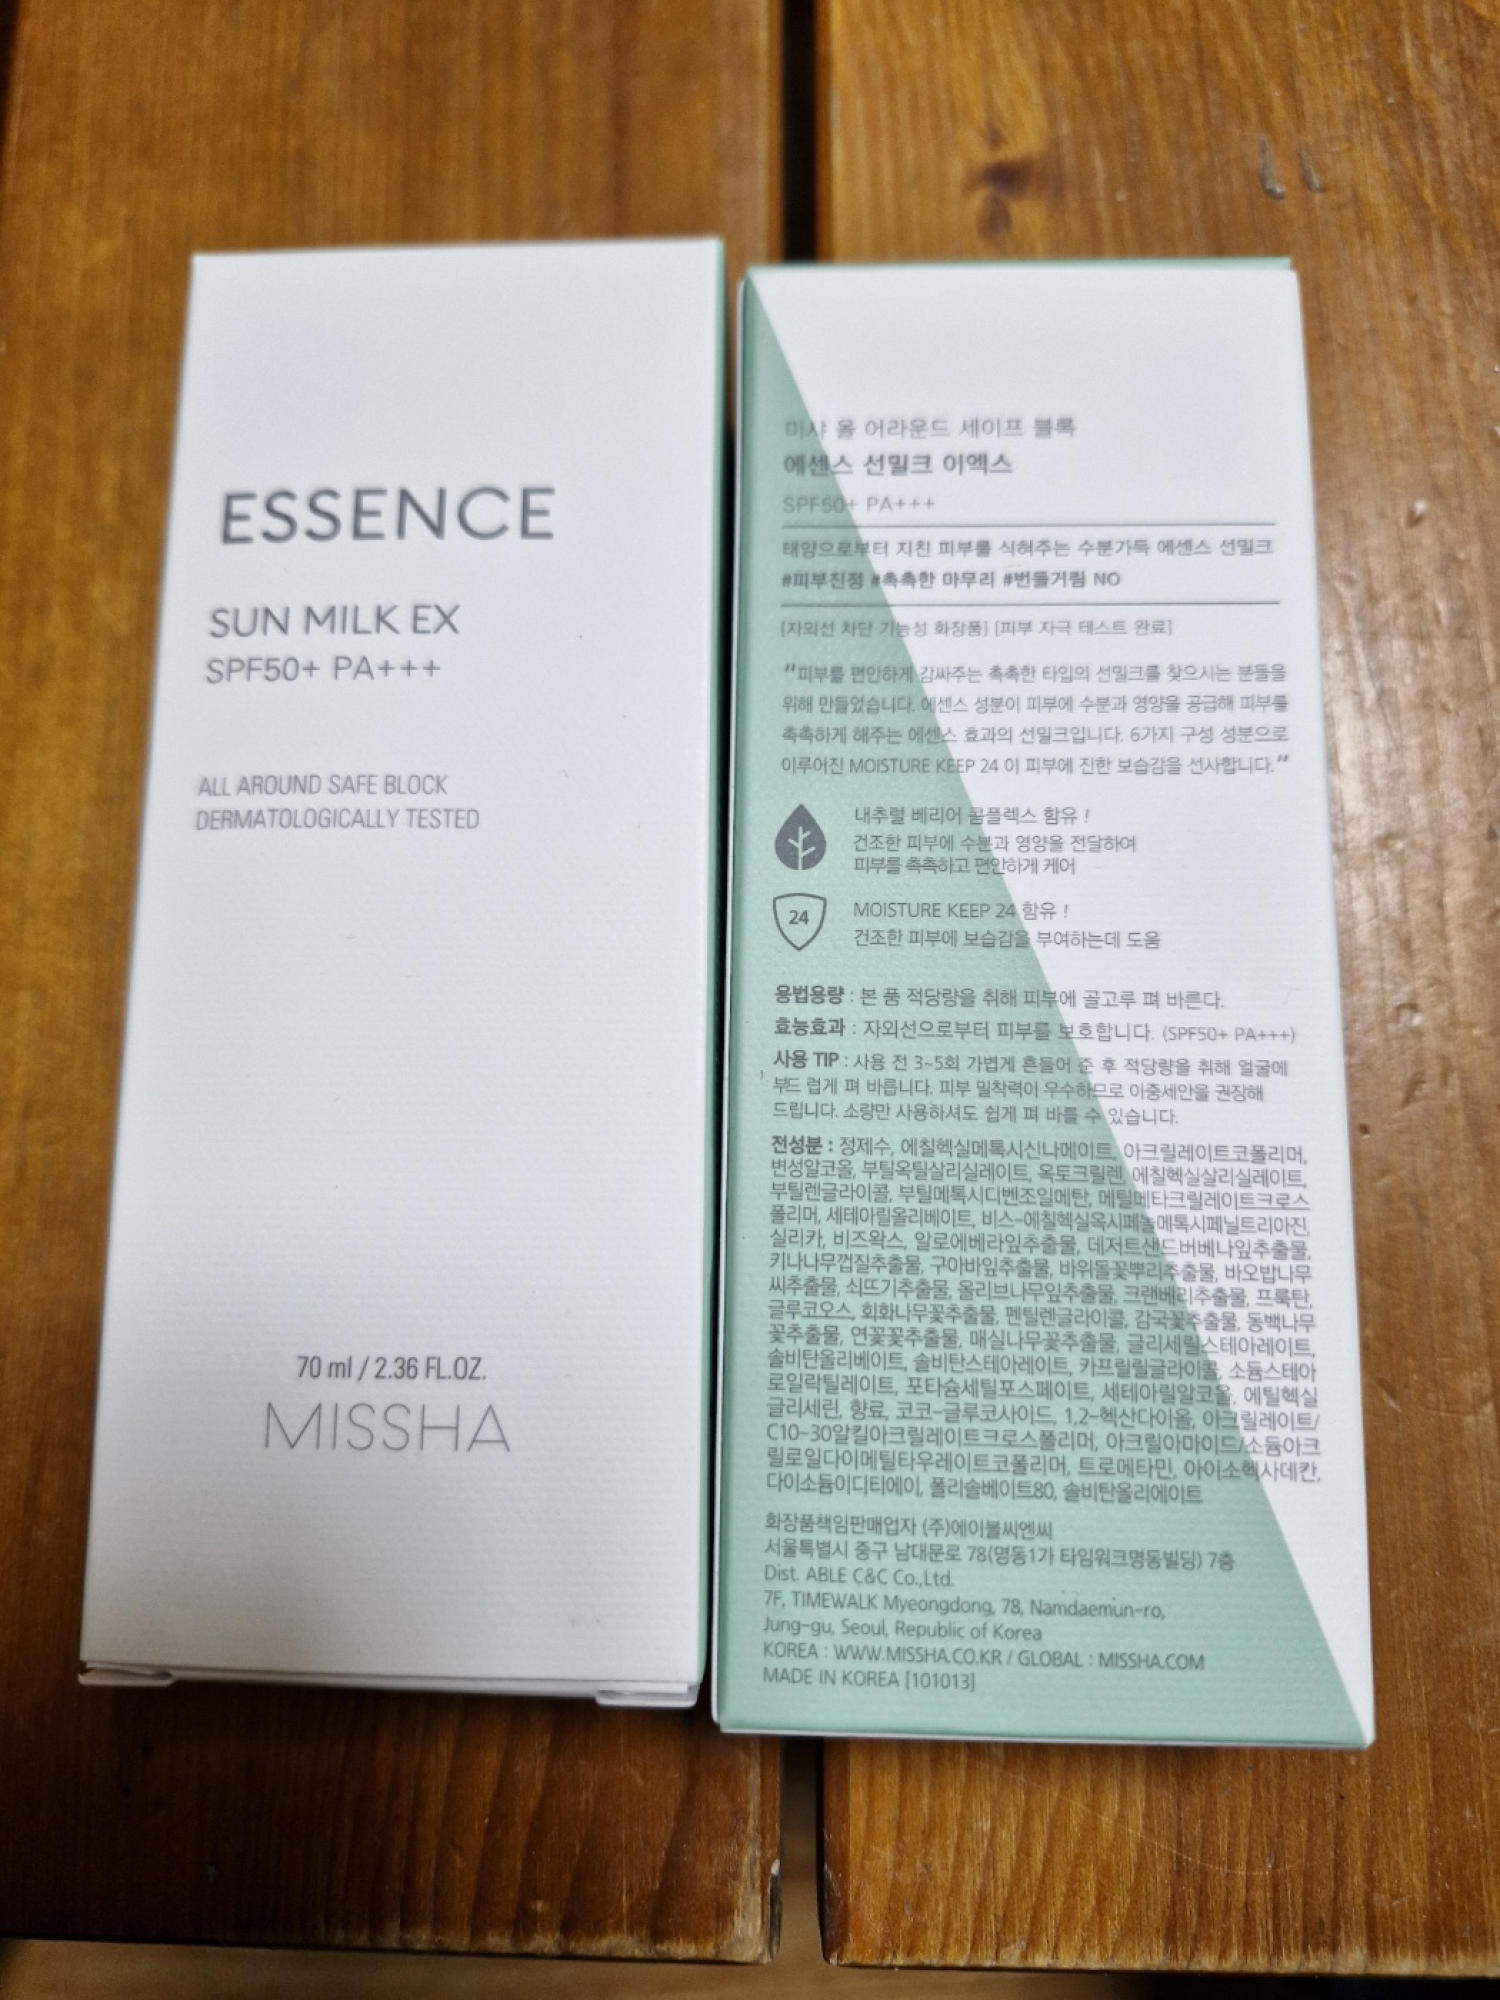 ESSENCE
SUN MILK EX
SPF50+ PA+++
ALL AROUND SAFE BLOCK
DERMATOLOGICALLY TESTED
70 ml / 2.36 FL.OZ.
MISSHA
미샤 올 어라운드 세이프 블록
에센스 선밀크 이엑스
SPF50+ PA+++
태양으로부터 지친 피부를 식혀주는 수분가득 에센스 선밀크
#피부진정 #촉촉한 마무리 #번들거림 NO
[자외선 차단 기능성 화장품] [피부 자극 테스트 완료]
"피부를 편안하게 감싸주는 촉촉한 타입의 선밀크를 찾으시는 분들을
위해 만들었습니다. 에센스 성분이 피부에 수분과 영양을 공급해 피부를
촉촉하게 해주는 에센스 효과의 선밀크입니다. 6가지 구성 성분으로
이루어진 MOISTURE KEEP 24 이 피부에 진한 보습감을 선사합니다."
내추럴 베리어 콤플렉스 함유 !
건조한 피부에 수분과 영양을 전달하여
피부를 촉촉하고 편안하게 케어
24
MOISTURE KEEP 24 함유 !
건조한 피부에 보습감을 부여하는데 도움
용법용량 : 본 품 적당량을 취해 피부에 골고루 펴 바른다.
효능효과 : 자외선으로부터 피부를 보호합니다. (SPF50+ PA+++)
사용 TIP : 사용 전 3~5회 가볍게 흔들어 준 후 적당량을 취해 얼굴에
부드 럽게 펴 바릅니다. 피부 밀착력이 우수하므로 이중세안을 권장해
드립니다. 소량만 사용하셔도 쉽게 펴 바를 수 있습니다.
전성분 : 정제수, 에칠헥실메톡시신나메이트, 아크릴레이트코폴리머,
변성알코올, 부틸옥틸살리실레이트, 옥토크릴렌, 에칠헥실살리실레이트,
부틸렌글라이콜, 부틸메톡시디벤조일메탄, 메틸메타크릴레이트크로스
폴리머, 세테아릴올리베이트, 비스-에칠헥실옥시페놀메톡시페닐트리아진,
실리카, 비즈왁스, 알로에베라잎추출물, 데저트샌드버베나잎추출물,
키나나무껍질추출물, 구아바잎추출물, 바위돌꽃뿌리추출물, 바오밥나무
씨추출물, 쇠뜨기추출물, 올리브나무잎추출물, 크랜베리추출물, 프룩탄,
글루코오스, 회화나무꽃추출물, 펜틸렌글라이콜, 감국꽃추출물, 동백나무
꽃추출물, 연꽃꽃추출물, 매실나무꽃추출물, 글리세릴스테아레이트,
솔비탄올리베이트, 솔비탄스테아레이트, 카프릴릴글라이콜, 소듐스테아
로일락틸레이트, 포타슘세틸포스페이트, 세테아릴알코올, 에틸헥실
글리세린, 향료, 코코-글루코사이드, 1,2-헥산다이올, 아크릴레이트/
C10-30알킬아크릴레이트크로스폴리머, 아크릴아마이드/소듐아크
릴로일다이메틸타우레이트코폴리머, 트로메타민, 아이소헥사데칸,
다이소듐이디티에이, 폴리솔베이트80, 솔비탄올리에이트
화장품책임판매업자 (주)에이블씨엔씨
서울특별시 중구 남대문로 78(명동1가 타임워크명동빌딩) 7층
Dist. ABLE C&C Co.,Ltd.
7F, TIMEWALK Myeongdong, 78, Namdaemun-ro,
Jung-gu, Seoul, Republic of Korea
KOREA : WWW.MISSHA.CO.KR / GLOBAL : MISSHA.COM
MADE IN KOREA [101013]